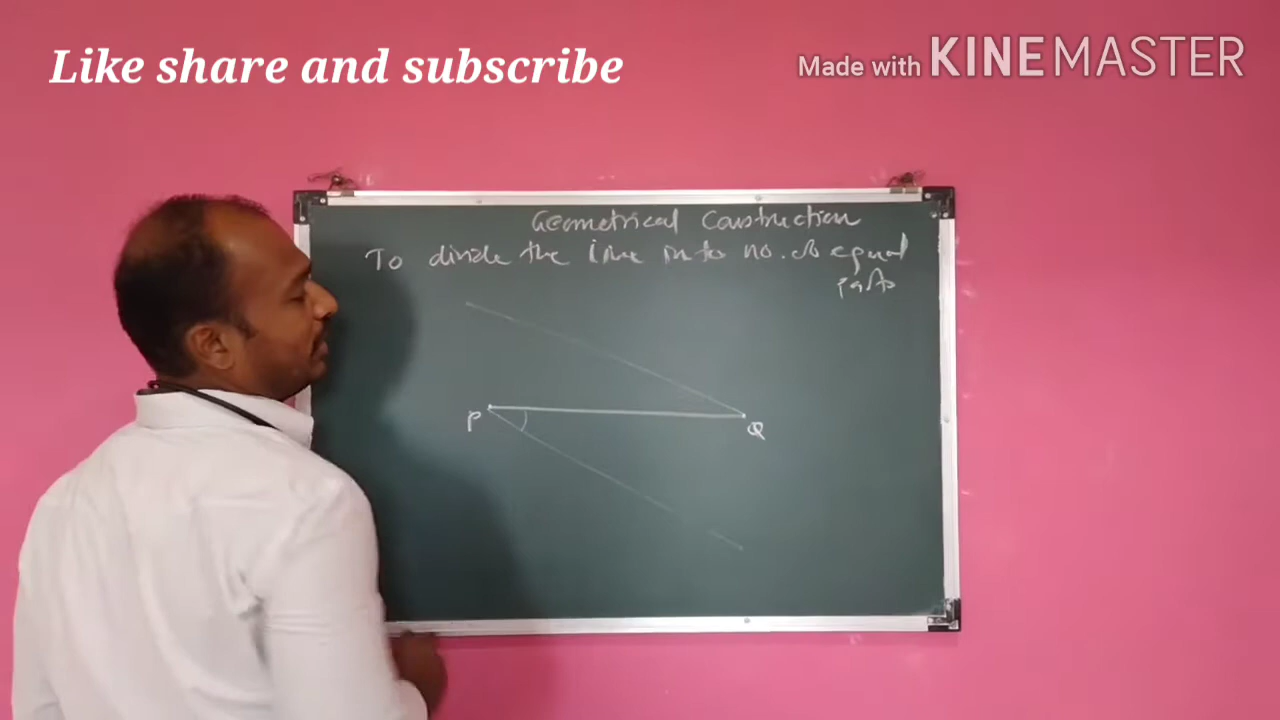 Like share and subscribe
Made with KINEMASTER
Geometrical Construction
To divide the line into no. of equal
parts
P
Q